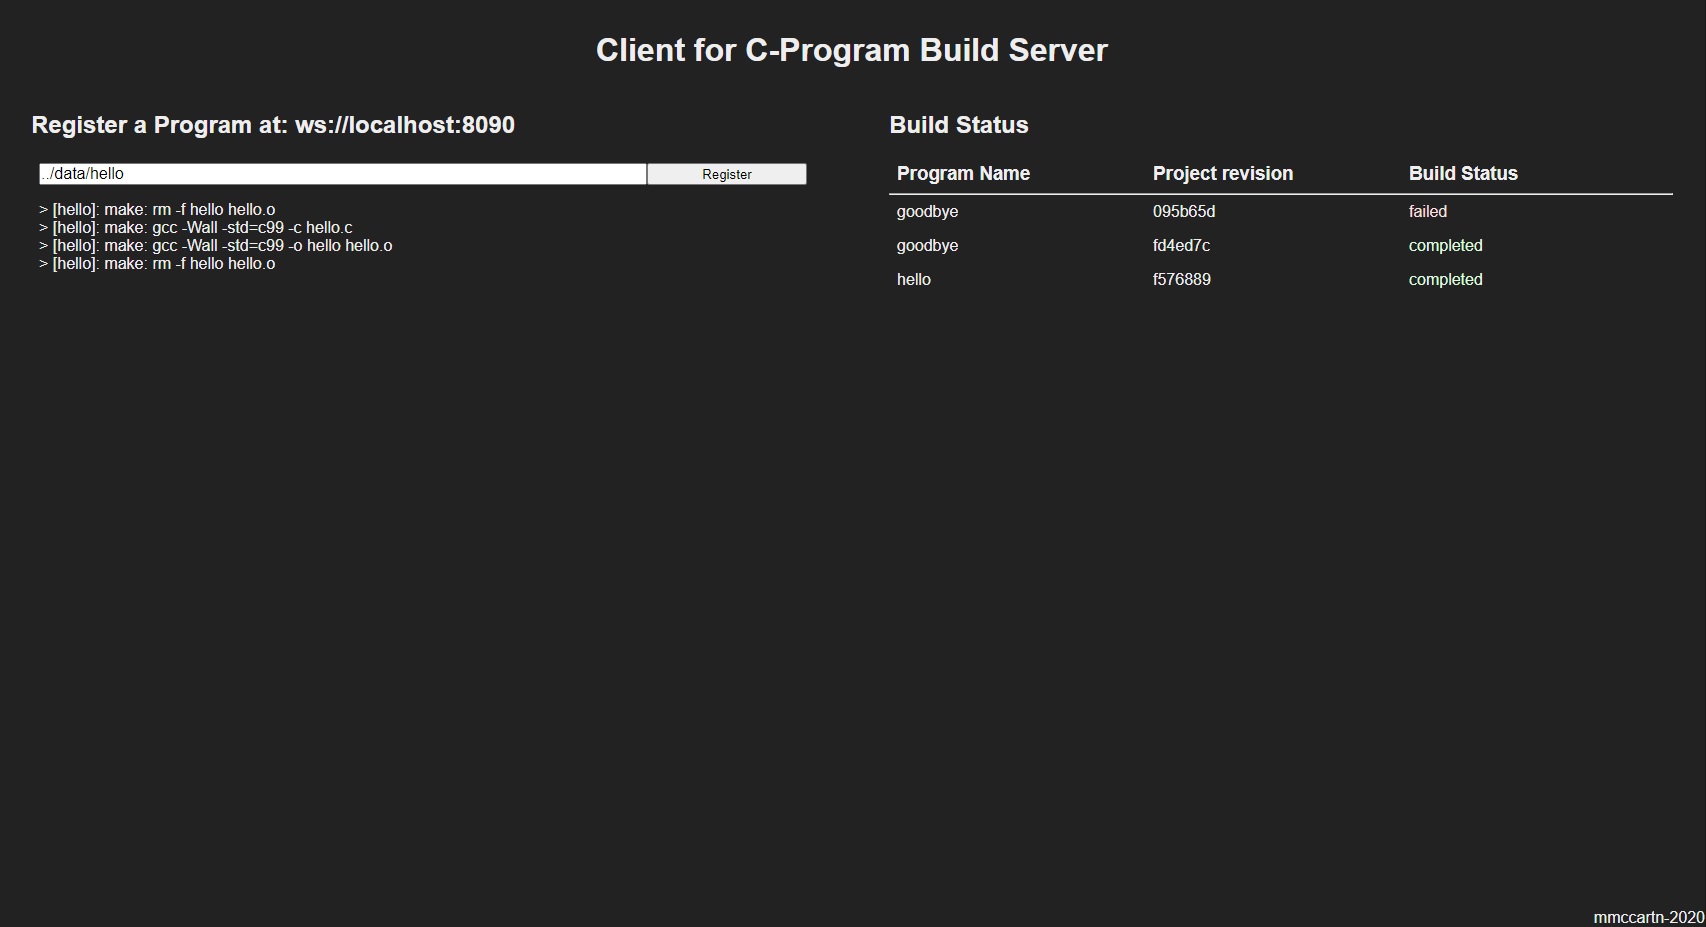 Client for C-Program Build Server
Register a Program at: ws://localhost:8090
../data/hello
Register
> [hello]: make: rm -f hello hello.o
> [hello]: make: gcc -Wall -std=c99 -c hello.c
> [hello]: make: gcc -Wall -std=c99 -o hello hello.o
> [hello]: make: rm -f hello hello.o
Build Status
Program Name Project revision Build Status
goodbye 095b65d failed
goodbye fd4ed7c completed
hello f576889 completed
mmccartn-2020